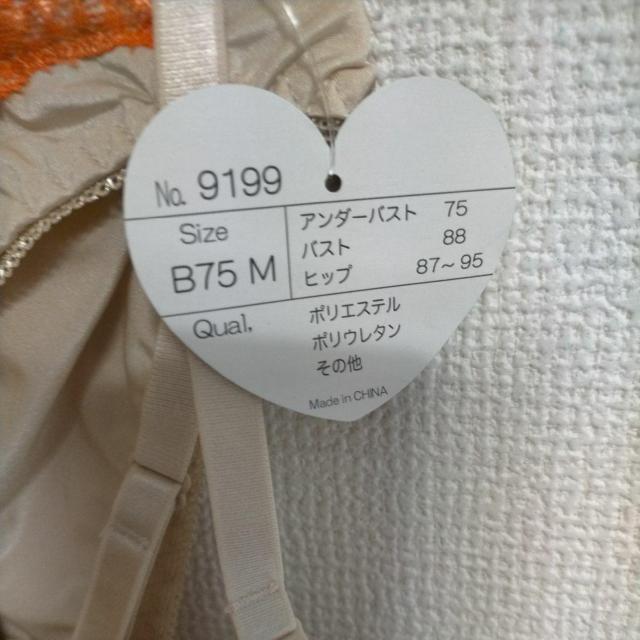 No. 9199
Size
B75 M
アンダーバスト 75
バスト 88
ヒップ 87～95
Qual.
ポリエステル
ポリウレタン
その他
Made in CHINA